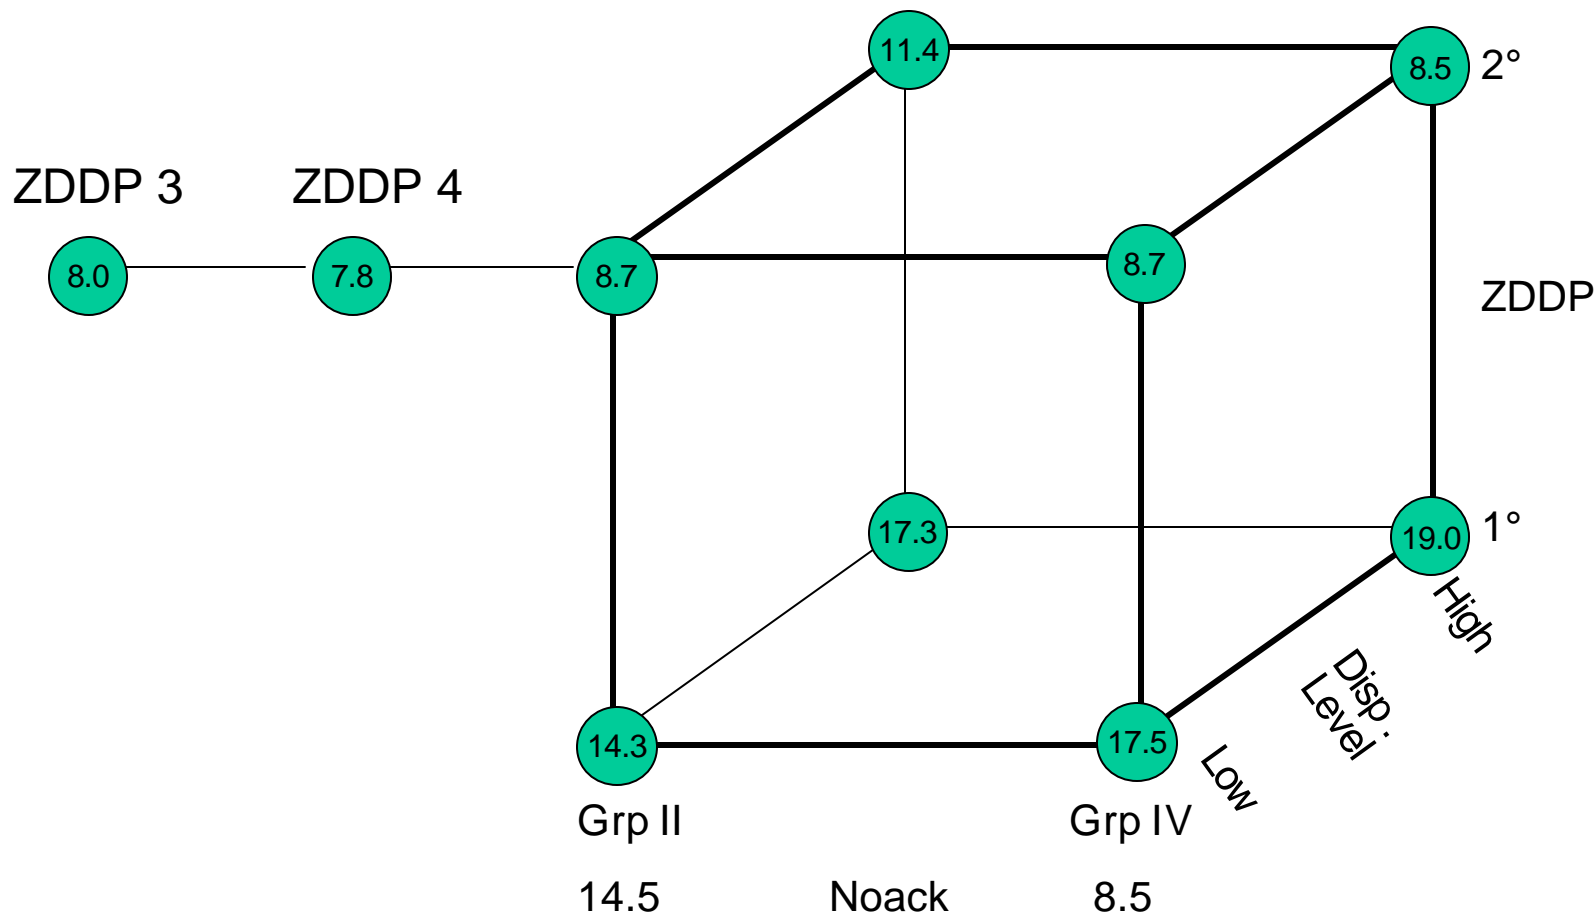 11.4
8.5 2°
ZDDP 3 ZDDP 4
8.0 7.8 8.7 8.7
ZDDP
17.3 19.0 1°
High
Disp.
Level
Low
14.3 17.5
Grp II Grp IV
14.5 Noack 8.5